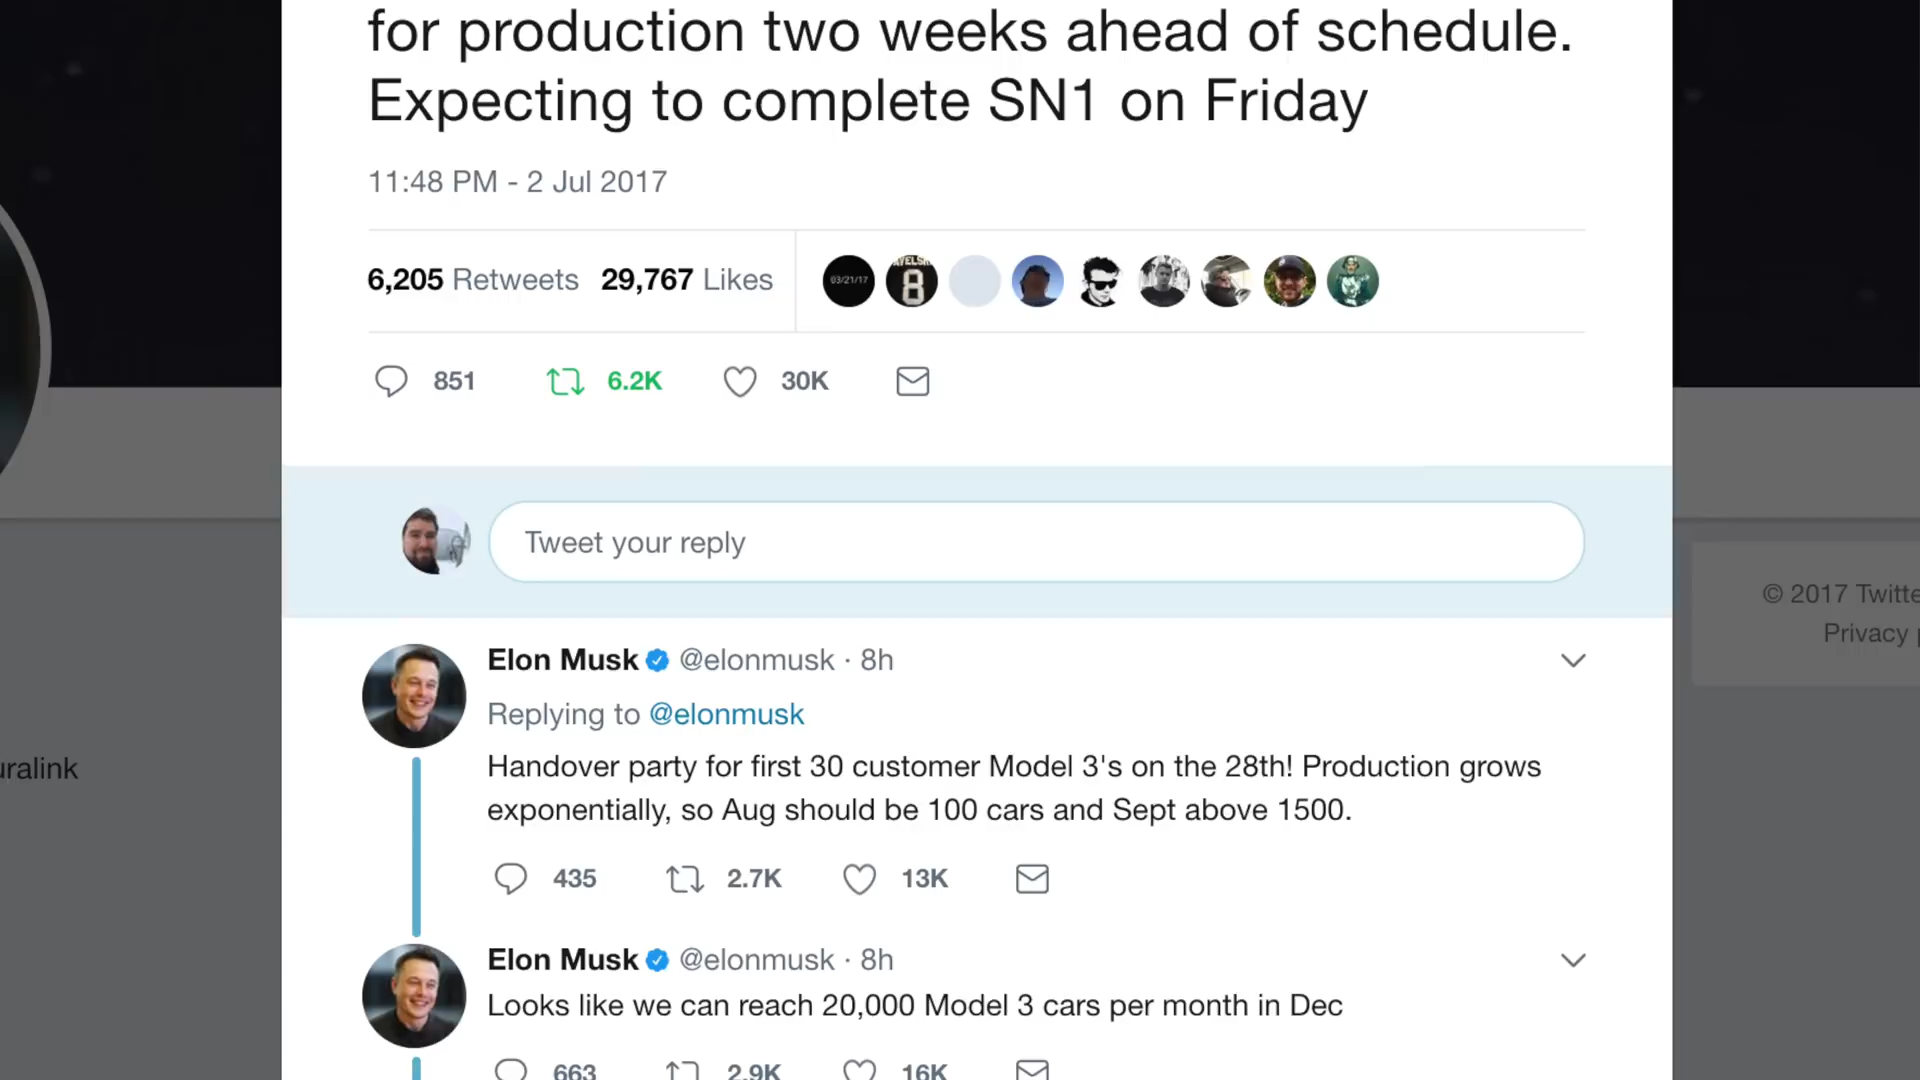 for production two weeks ahead of schedule.
Expecting to complete SN1 on Friday
11:48 PM - 2 Jul 2017
6,205 Retweets 29,767 Likes
03/21/17
8
851 6.2K 30K
Tweet your reply
© 2017 Twitte
Privacy
Elon Musk @elonmusk · 8h
Replying to @elonmusk
uralink
Handover party for first 30 customer Model 3's on the 28th! Production grows
exponentially, so Aug should be 100 cars and Sept above 1500.
435 2.7K 13K
Elon Musk @elonmusk · 8h
Looks like we can reach 20,000 Model 3 cars per month in Dec
663 2.9K 16K